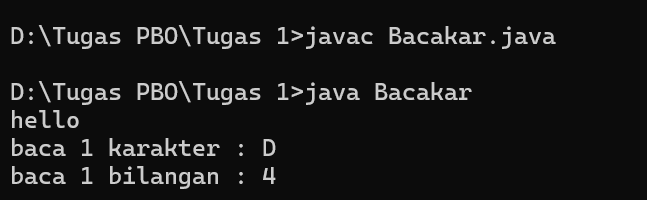 D:\Tugas PBO\Tugas 1>javac Bacakar.java
D:\Tugas PBO\Tugas 1>java Bacakar
hello
baca 1 karakter : D
baca 1 bilangan : 4